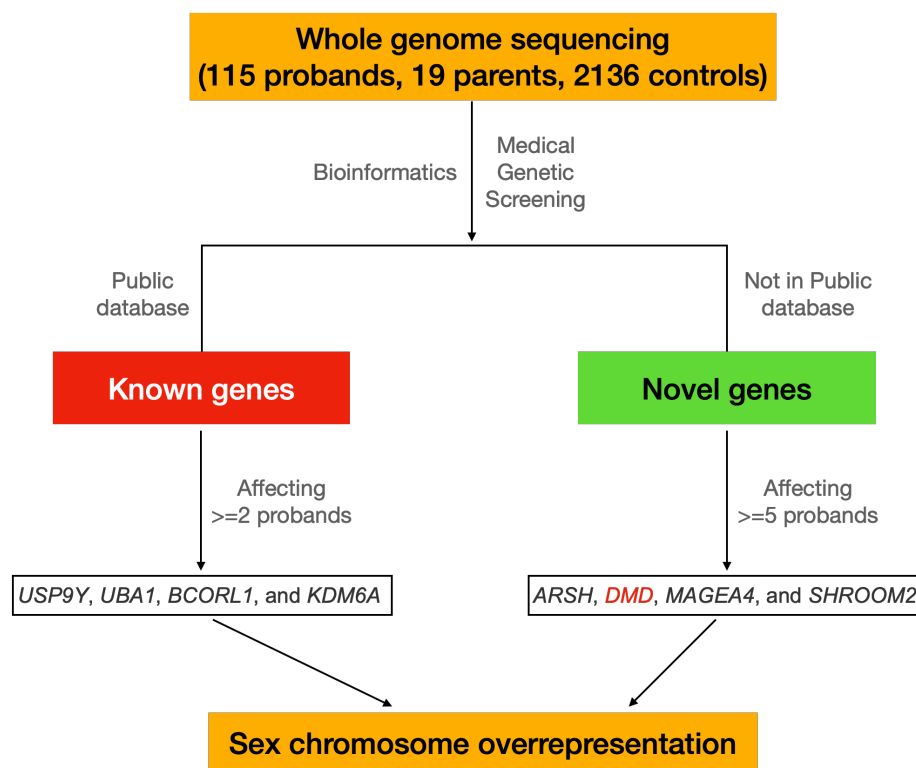 Whole genome sequencing
(115 probands, 19 parents, 2136 controls)
Bioinformatics
Medical
Genetic
Screening
Public
database
Not in Public
database
Known genes
Novel genes
Affecting
>=2 probands
Affecting
>=5 probands
USP9Y, UBA1, BCORL1, and KDM6A
ARSH, DMD, MAGEA4, and SHROOM2
Sex chromosome overrepresentation